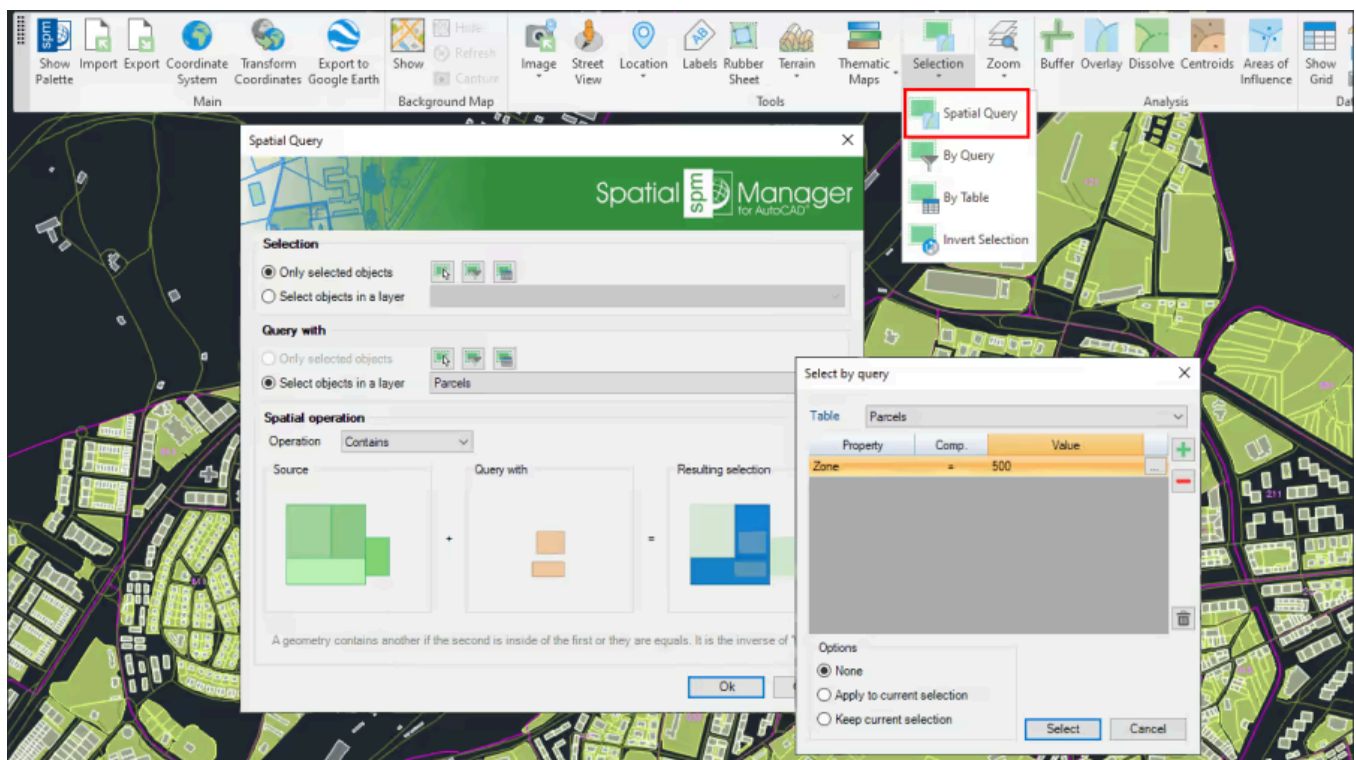 spm
Show Palette
Import
Export
Coordinate System
Transform Coordinates
Export to Google Earth
Main
Show
Hide
Refresh
Capture
Background Map
Image
Street View
Location
AB
Labels
Rubber Sheet
Terrain
Thematic Maps
Selection
Zoom
Tools
Buffer
Overlay
Dissolve
Centroids
Areas of Influence
Analysis
Show Grid
Dat
Spatial Query
By Query
By Table
Invert Selection
Spatial Query
Spatial spm Manager
for AutoCAD
Selection
Only selected objects
Select objects in a layer
Query with
Only selected objects
Select objects in a layer
Parcels
Spatial operation
Operation
Contains
Source
Query with
Resulting selection
+
=
A geometry contains another if the second is inside of the first or they are equals. It is the inverse of
Ok
Select by query
Table
Parcels
Property
Comp.
Value
Zone
=
500
...
Options
None
Apply to current selection
Keep current selection
Select
Cancel
211